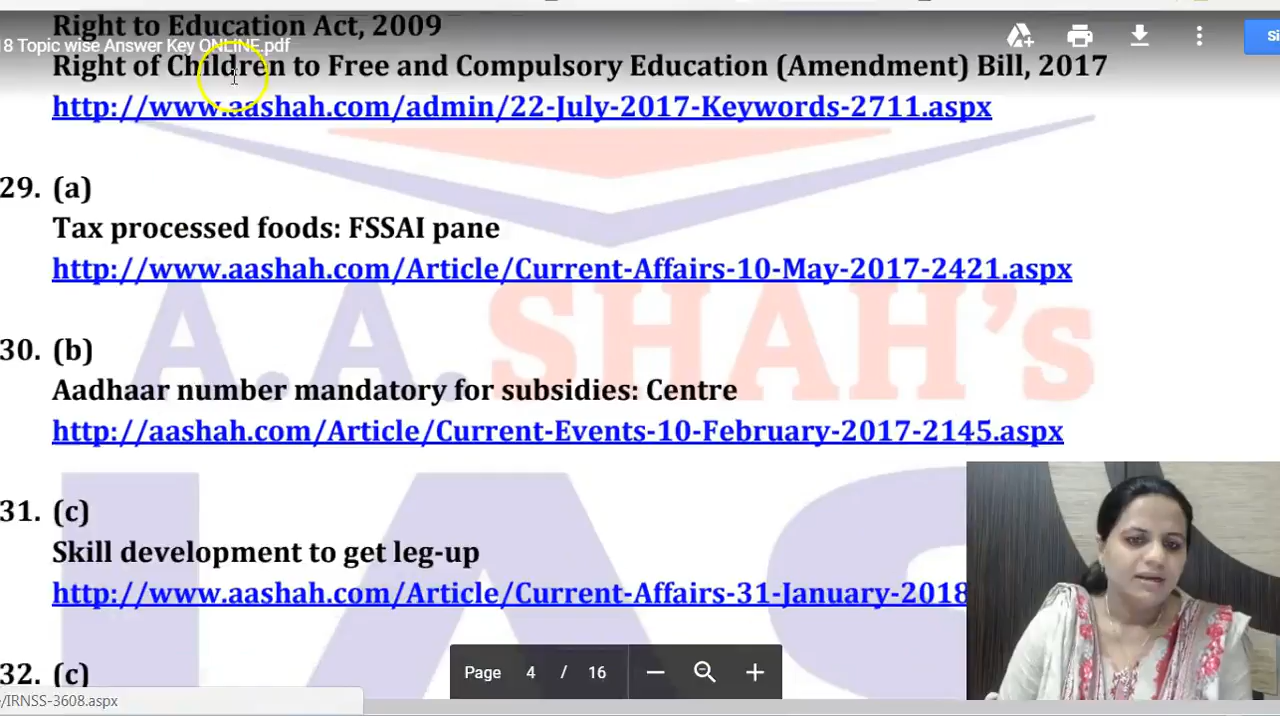 Right to Education Act, 2009
18 Topic wise Answer Key ONLINE.pdf
Si
Right of Children to Free and Compulsory Education (Amendment) Bill, 2017
http://www.aashah.com/admin/22-July-2017-Keywords-2711.aspx
29. (a)
Tax processed foods: FSSAI pane
http://www.aashah.com/Article/Current-Affairs-10-May-2017-2421.aspx
A.A.SHAH's
30. (b)
Aadhaar number mandatory for subsidies: Centre
http://aashah.com/Article/Current-Events-10-February-2017-2145.aspx
31. (c)
Skill development to get leg-up
http://www.aashah.com/Article/Current-Affairs-31-January-2018
IAS
Page 4 / 16
32. (c)
/IRNSS-3608.aspx